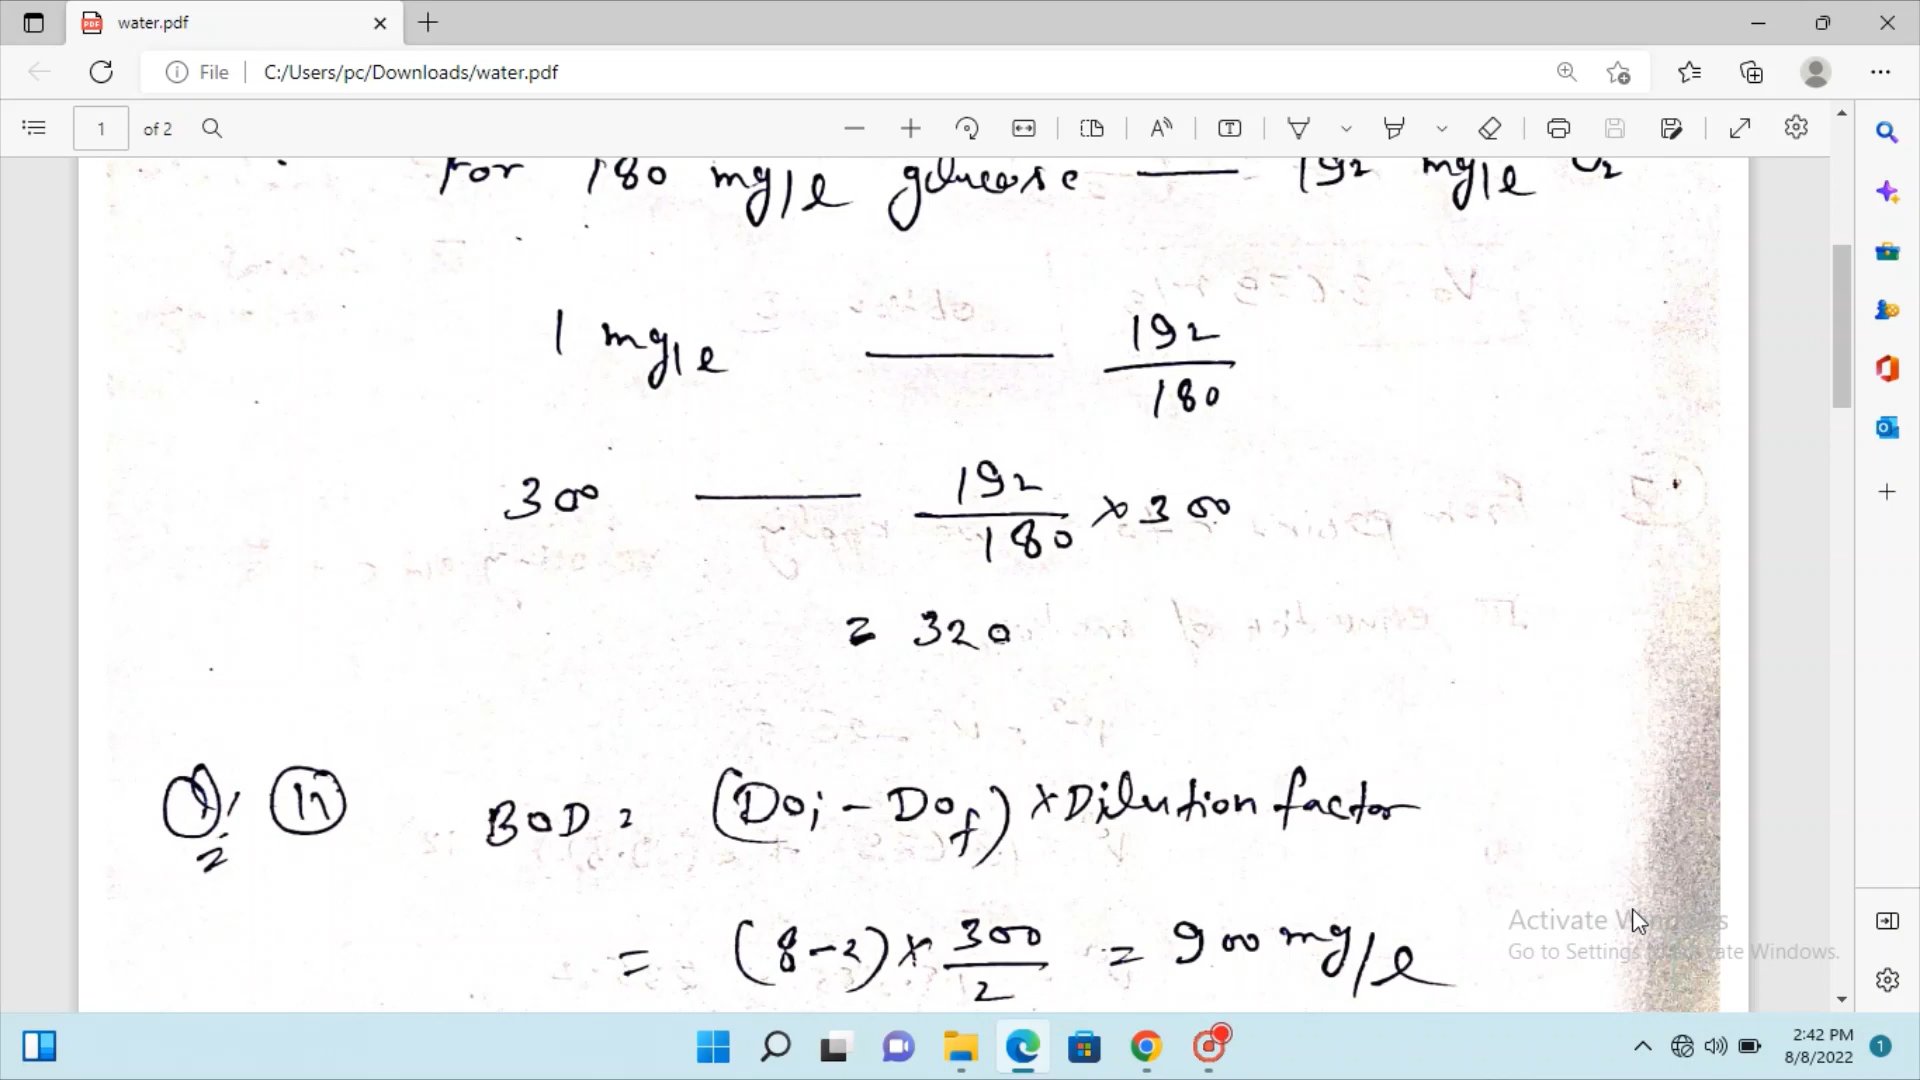 water.pdf
File
C:/Users/pc/Downloads/water.pdf
1 of 2
For 180 mg/l glucose — 192 mg/l O2
1 mg/l — 192/180
300 — 192/180 × 300
= 320
Q2 (ii) BOD = (DOi - DOf) × Dilution factor
= (8-2) × 300/2 = 900 mg/l
Activate Windows
Go to Settings to activate Windows.
2:42 PM
8/8/2022
1